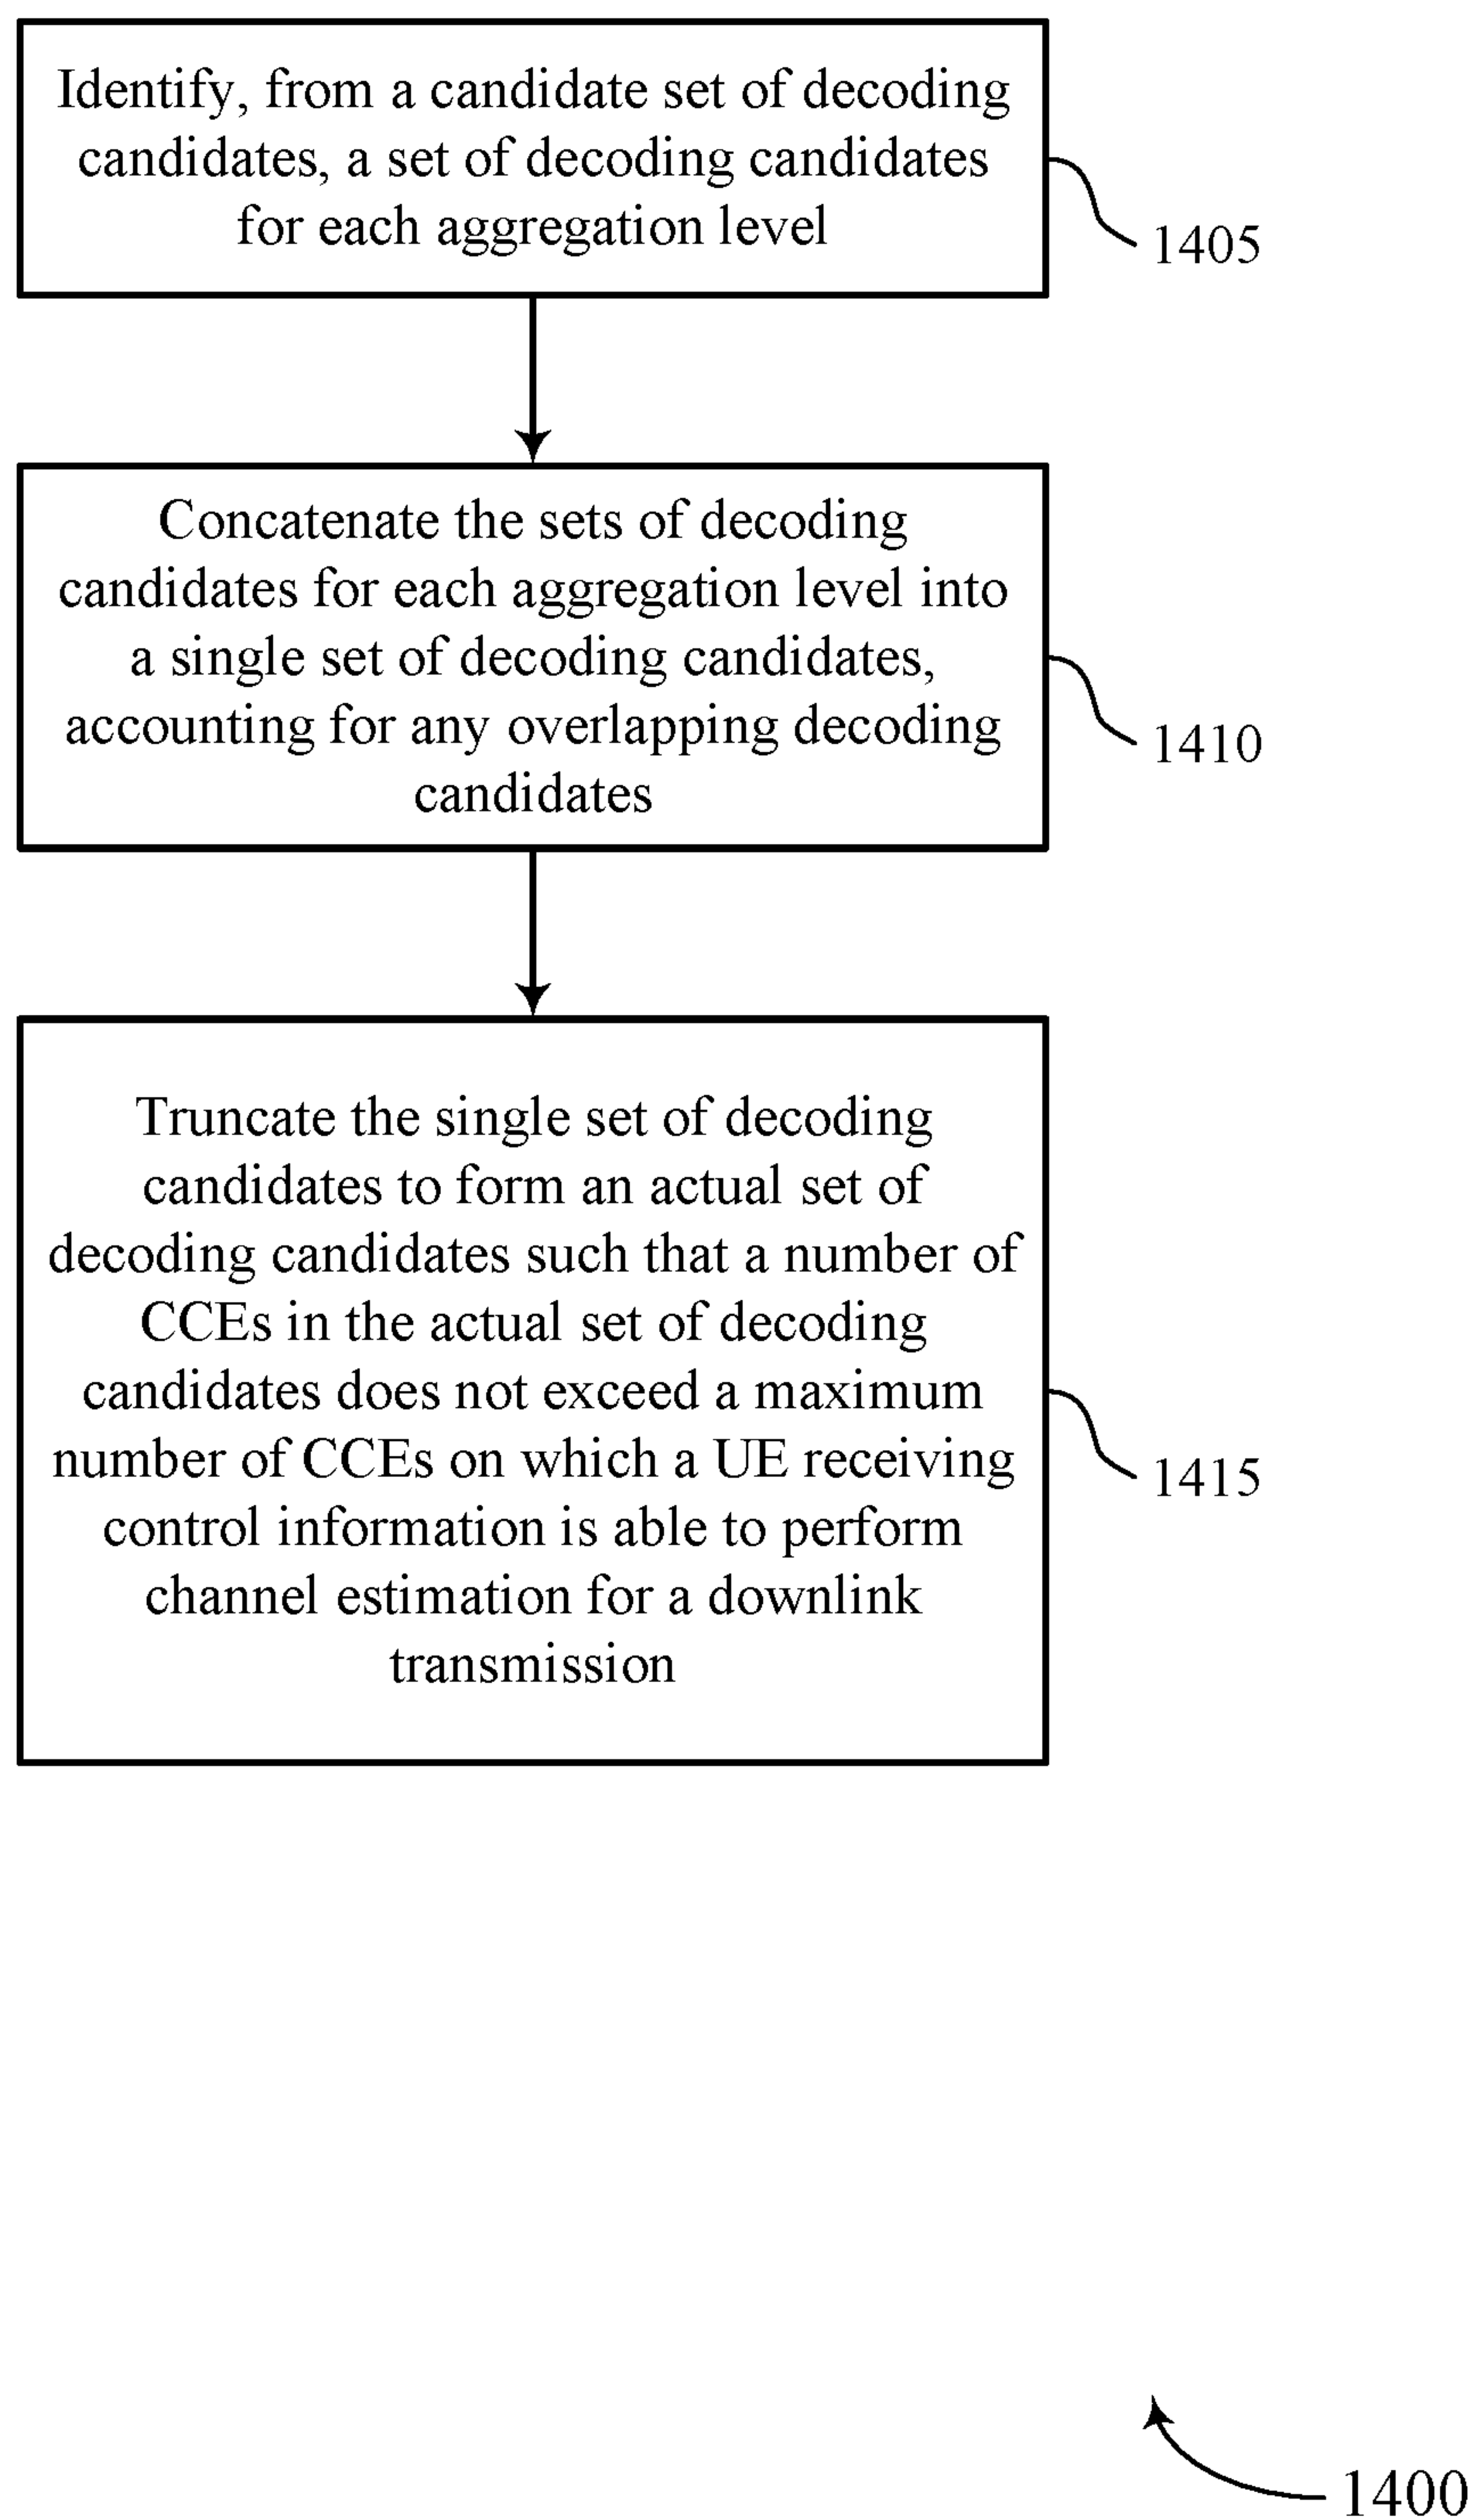 Identify, from a candidate set of decoding
candidates, a set of decoding candidates
for each aggregation level
1405
Concatenate the sets of decoding
candidates for each aggregation level into
a single set of decoding candidates,
accounting for any overlapping decoding
candidates
1410
Truncate the single set of decoding
candidates to form an actual set of
decoding candidates such that a number of
CCEs in the actual set of decoding
candidates does not exceed a maximum
number of CCEs on which a UE receiving
control information is able to perform
channel estimation for a downlink
transmission
1415
1400